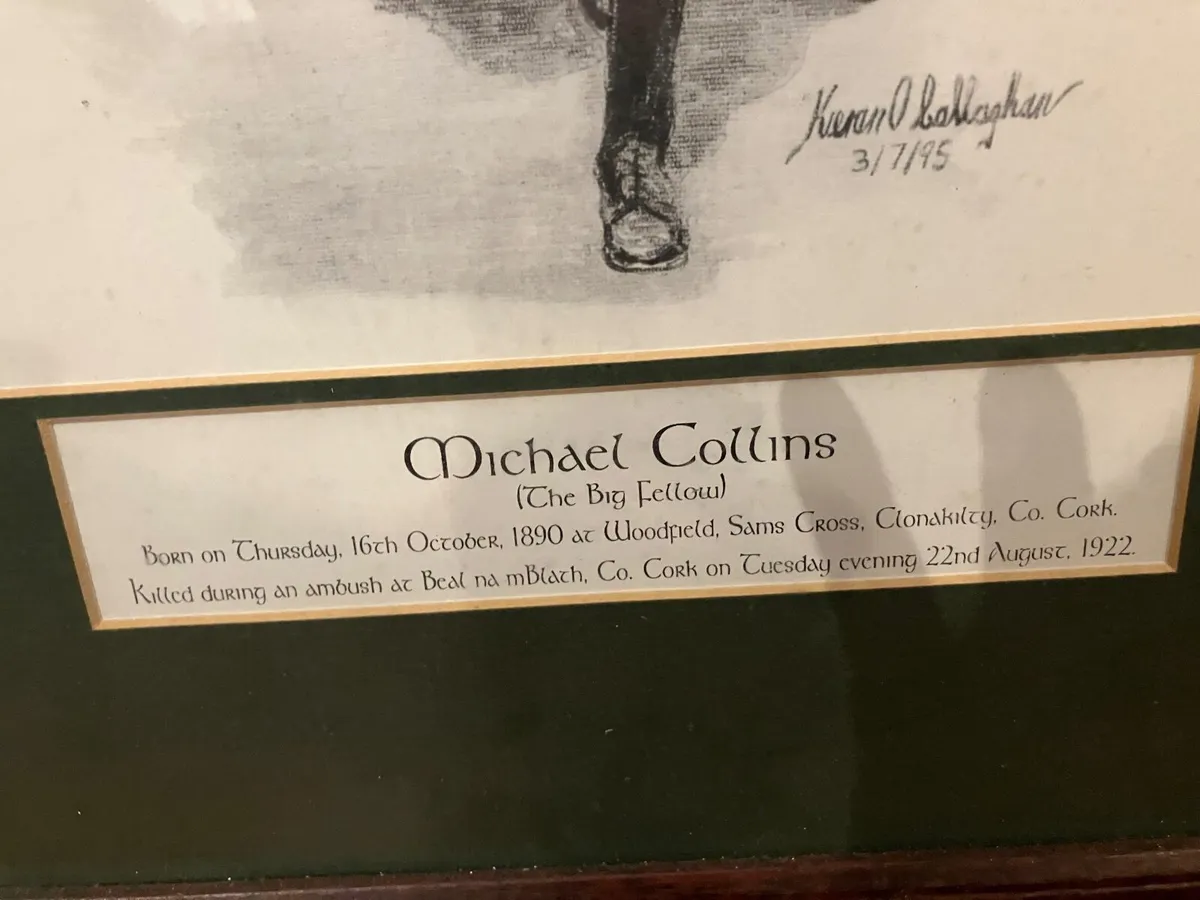 Kieran O Callaghan
3/7/95
Michael Collins
(The Big Fellow)
Born on Thursday, 16th October, 1890 at Woodfield, Sams Cross, Clonakilty, Co. Cork.
Killed during an ambush at Beal na mBlath, Co. Cork on Tuesday evening 22nd August, 1922.